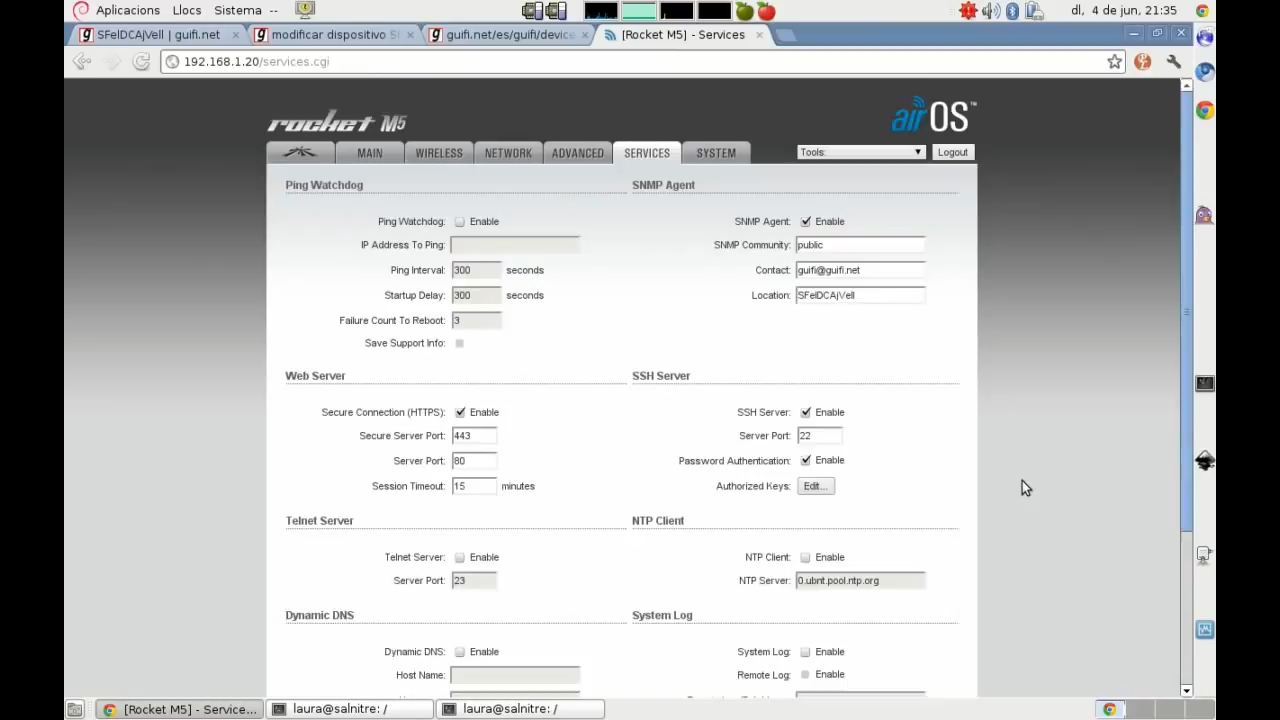 Aplicacions Llocs Sistema -- dl, 4 de jun, 21:35
SFelDCAjVell | guifi.net modificar dispositivo S guifi.net/es/guifi/device [Rocket M5] - Services
192.168.1.20/services.cgi
rocket M5 airOS™
MAIN WIRELESS NETWORK ADVANCED SERVICES SYSTEM Tools: Logout
Ping Watchdog SNMP Agent
Ping Watchdog: Enable SNMP Agent: Enable
IP Address To Ping: SNMP Community: public
Ping Interval: 300 seconds Contact: guifi@guifi.net
Startup Delay: 300 seconds Location: SFelDCAjVell
Failure Count To Reboot: 3
Save Support Info:
Web Server SSH Server
Secure Connection (HTTPS): Enable SSH Server: Enable
Secure Server Port: 443 Server Port: 22
Server Port: 80 Password Authentication: Enable
Session Timeout: 15 minutes Authorized Keys: Edit...
Telnet Server NTP Client
Telnet Server: Enable NTP Client: Enable
Server Port: 23 NTP Server: 0.ubnt.pool.ntp.org
Dynamic DNS System Log
Dynamic DNS: Enable System Log: Enable
Host Name: Remote Log: Enable
[Rocket M5] - Service... laura@salnitre: / laura@salnitre: /